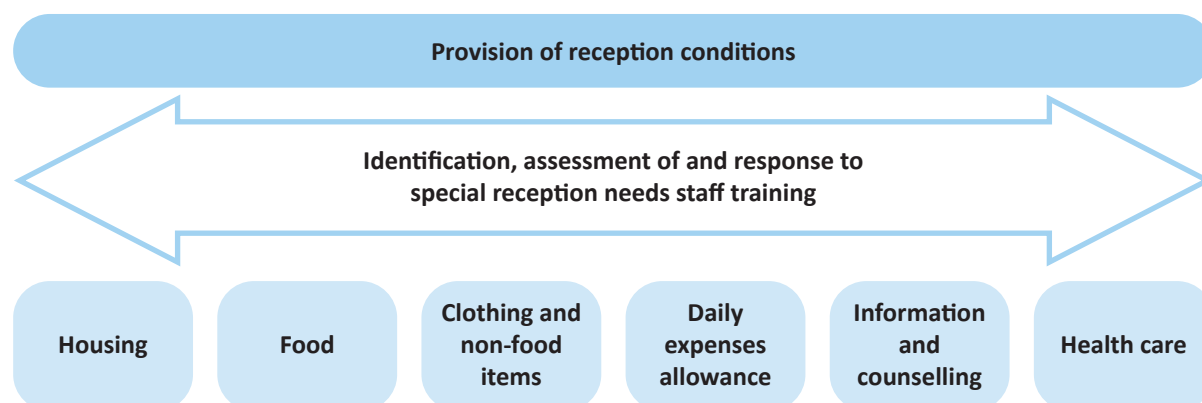 Provision of reception conditions
Identification, assessment of and response to
special reception needs staff training
Housing
Food
Clothing and
non-food
items
Daily
expenses
allowance
Information
and
counselling
Health care